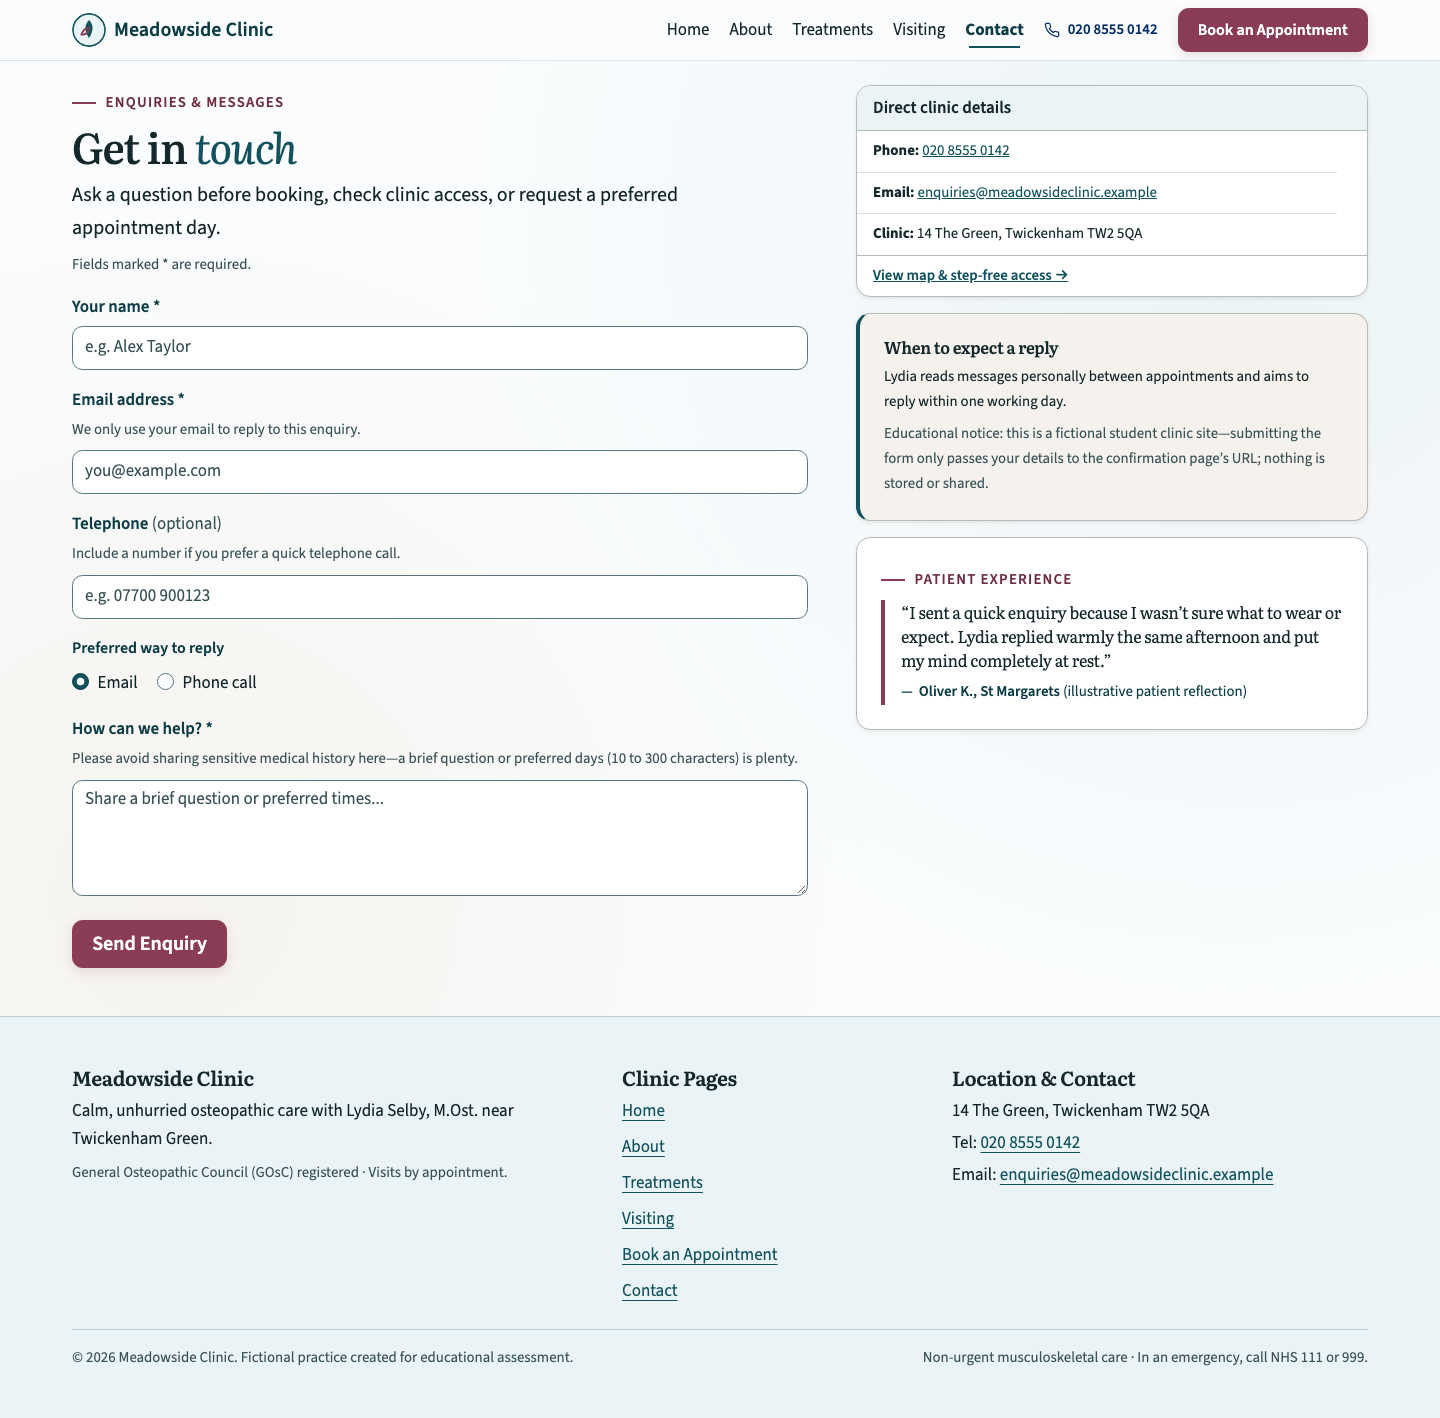 Meadowside Clinic
Home About Treatments Visiting Contact 020 8555 0142 Book an Appointment
ENQUIRIES & MESSAGES
Get in touch
Ask a question before booking, check clinic access, or request a preferred
appointment day.
Fields marked * are required.
Your name *
e.g. Alex Taylor
Email address *
We only use your email to reply to this enquiry.
you@example.com
Telephone (optional)
Include a number if you prefer a quick telephone call.
e.g. 07700 900123
Preferred way to reply
Email Phone call
How can we help? *
Please avoid sharing sensitive medical history here—a brief question or preferred days (10 to 300 characters) is plenty.
Share a brief question or preferred times...
Send Enquiry
Direct clinic details
Phone: 020 8555 0142
Email: enquiries@meadowsideclinic.example
Clinic: 14 The Green, Twickenham TW2 5QA
View map & step-free access →
When to expect a reply
Lydia reads messages personally between appointments and aims to
reply within one working day.
Educational notice: this is a fictional student clinic site—submitting the
form only passes your details to the confirmation page’s URL; nothing is
stored or shared.
PATIENT EXPERIENCE
“I sent a quick enquiry because I wasn’t sure what to wear or
expect. Lydia replied warmly the same afternoon and put
my mind completely at rest.”
— Oliver K., St Margarets (illustrative patient reflection)
Meadowside Clinic
Calm, unhurried osteopathic care with Lydia Selby, M.Ost. near
Twickenham Green.
General Osteopathic Council (GOsC) registered · Visits by appointment.
Clinic Pages
Home
About
Treatments
Visiting
Book an Appointment
Contact
Location & Contact
14 The Green, Twickenham TW2 5QA
Tel: 020 8555 0142
Email: enquiries@meadowsideclinic.example
© 2026 Meadowside Clinic. Fictional practice created for educational assessment.
Non-urgent musculoskeletal care · In an emergency, call NHS 111 or 999.